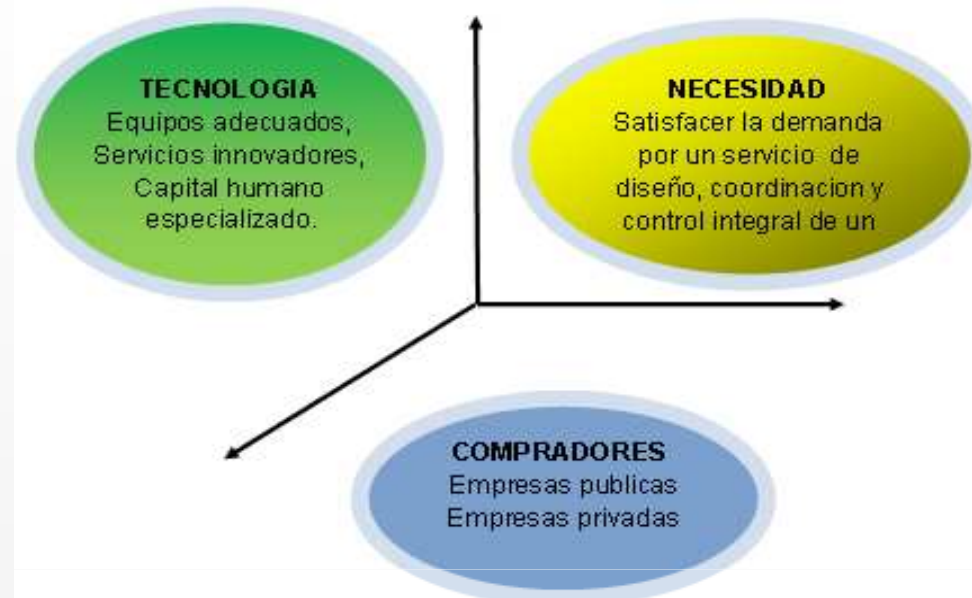 TECNOLOGIA
Equipos adecuados,
Servicios innovadores,
Capital humano
especializado.
NECESIDAD
Satisfacer la demanda
por un servicio de
diseño, coordinacion y
control integral de un
COMPRADORES
Empresas publicas
Empresas privadas